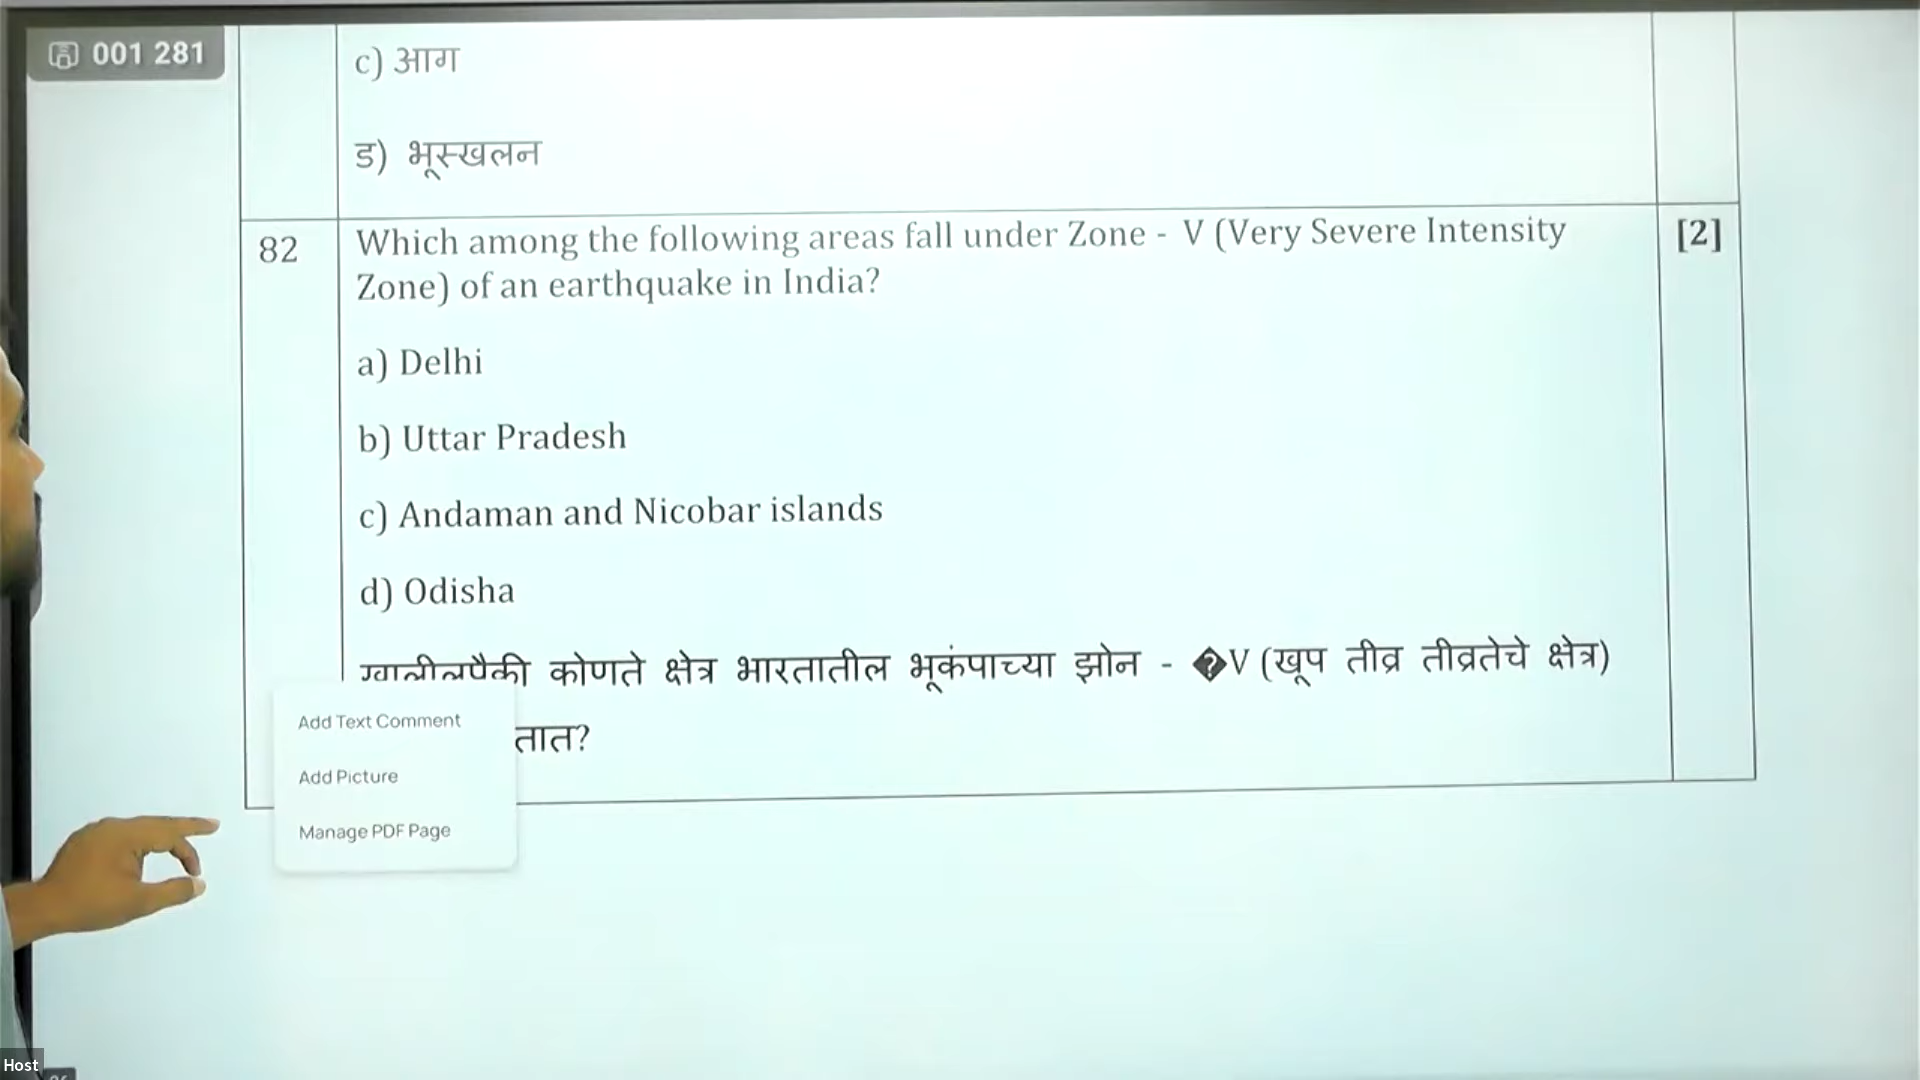 001 281
c) आग
ड) भूस्खलन
82 Which among the following areas fall under Zone - V (Very Severe Intensity [2]
Zone) of an earthquake in India?
a) Delhi
b) Uttar Pradesh
c) Andaman and Nicobar islands
d) Odisha
खालीलपैकी कोणते क्षेत्र भारतातील भूकंपाच्या झोन - �V (खूप तीव्र तीव्रतेचे क्षेत्र)
तात?
Add Text Comment
Add Picture
Manage PDF Page
Host